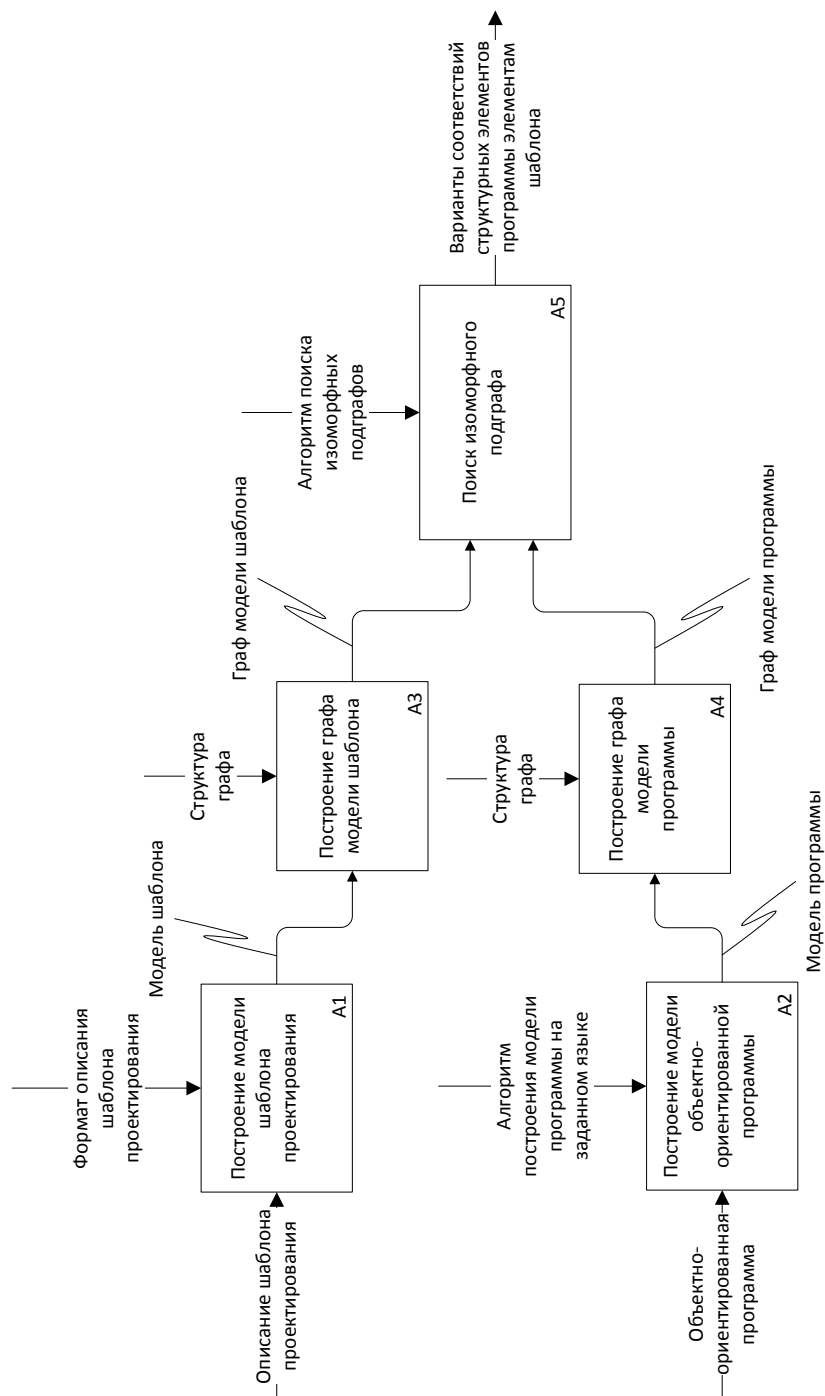 Формат описания
шаблона
проектирования
Описание шаблона
проектирования
Построение модели
шаблона
проектирования
A1
Модель шаблона
Структура
графа
Построение графа
модели шаблона
A3
Граф модели шаблона
Алгоритм поиска
изоморфных
подграфов
Поиск изоморфного
подграфа
A5
Варианты соответствий
структурных элементов
программы элементам
шаблона
Алгоритм
построения модели
программы на
заданном языке
Объектно-
ориентированная
программа
Построение модели
объектно-
ориентированной
программы
A2
Модель программы
Структура
графа
Построение графа
модели
программы
A4
Граф модели программы